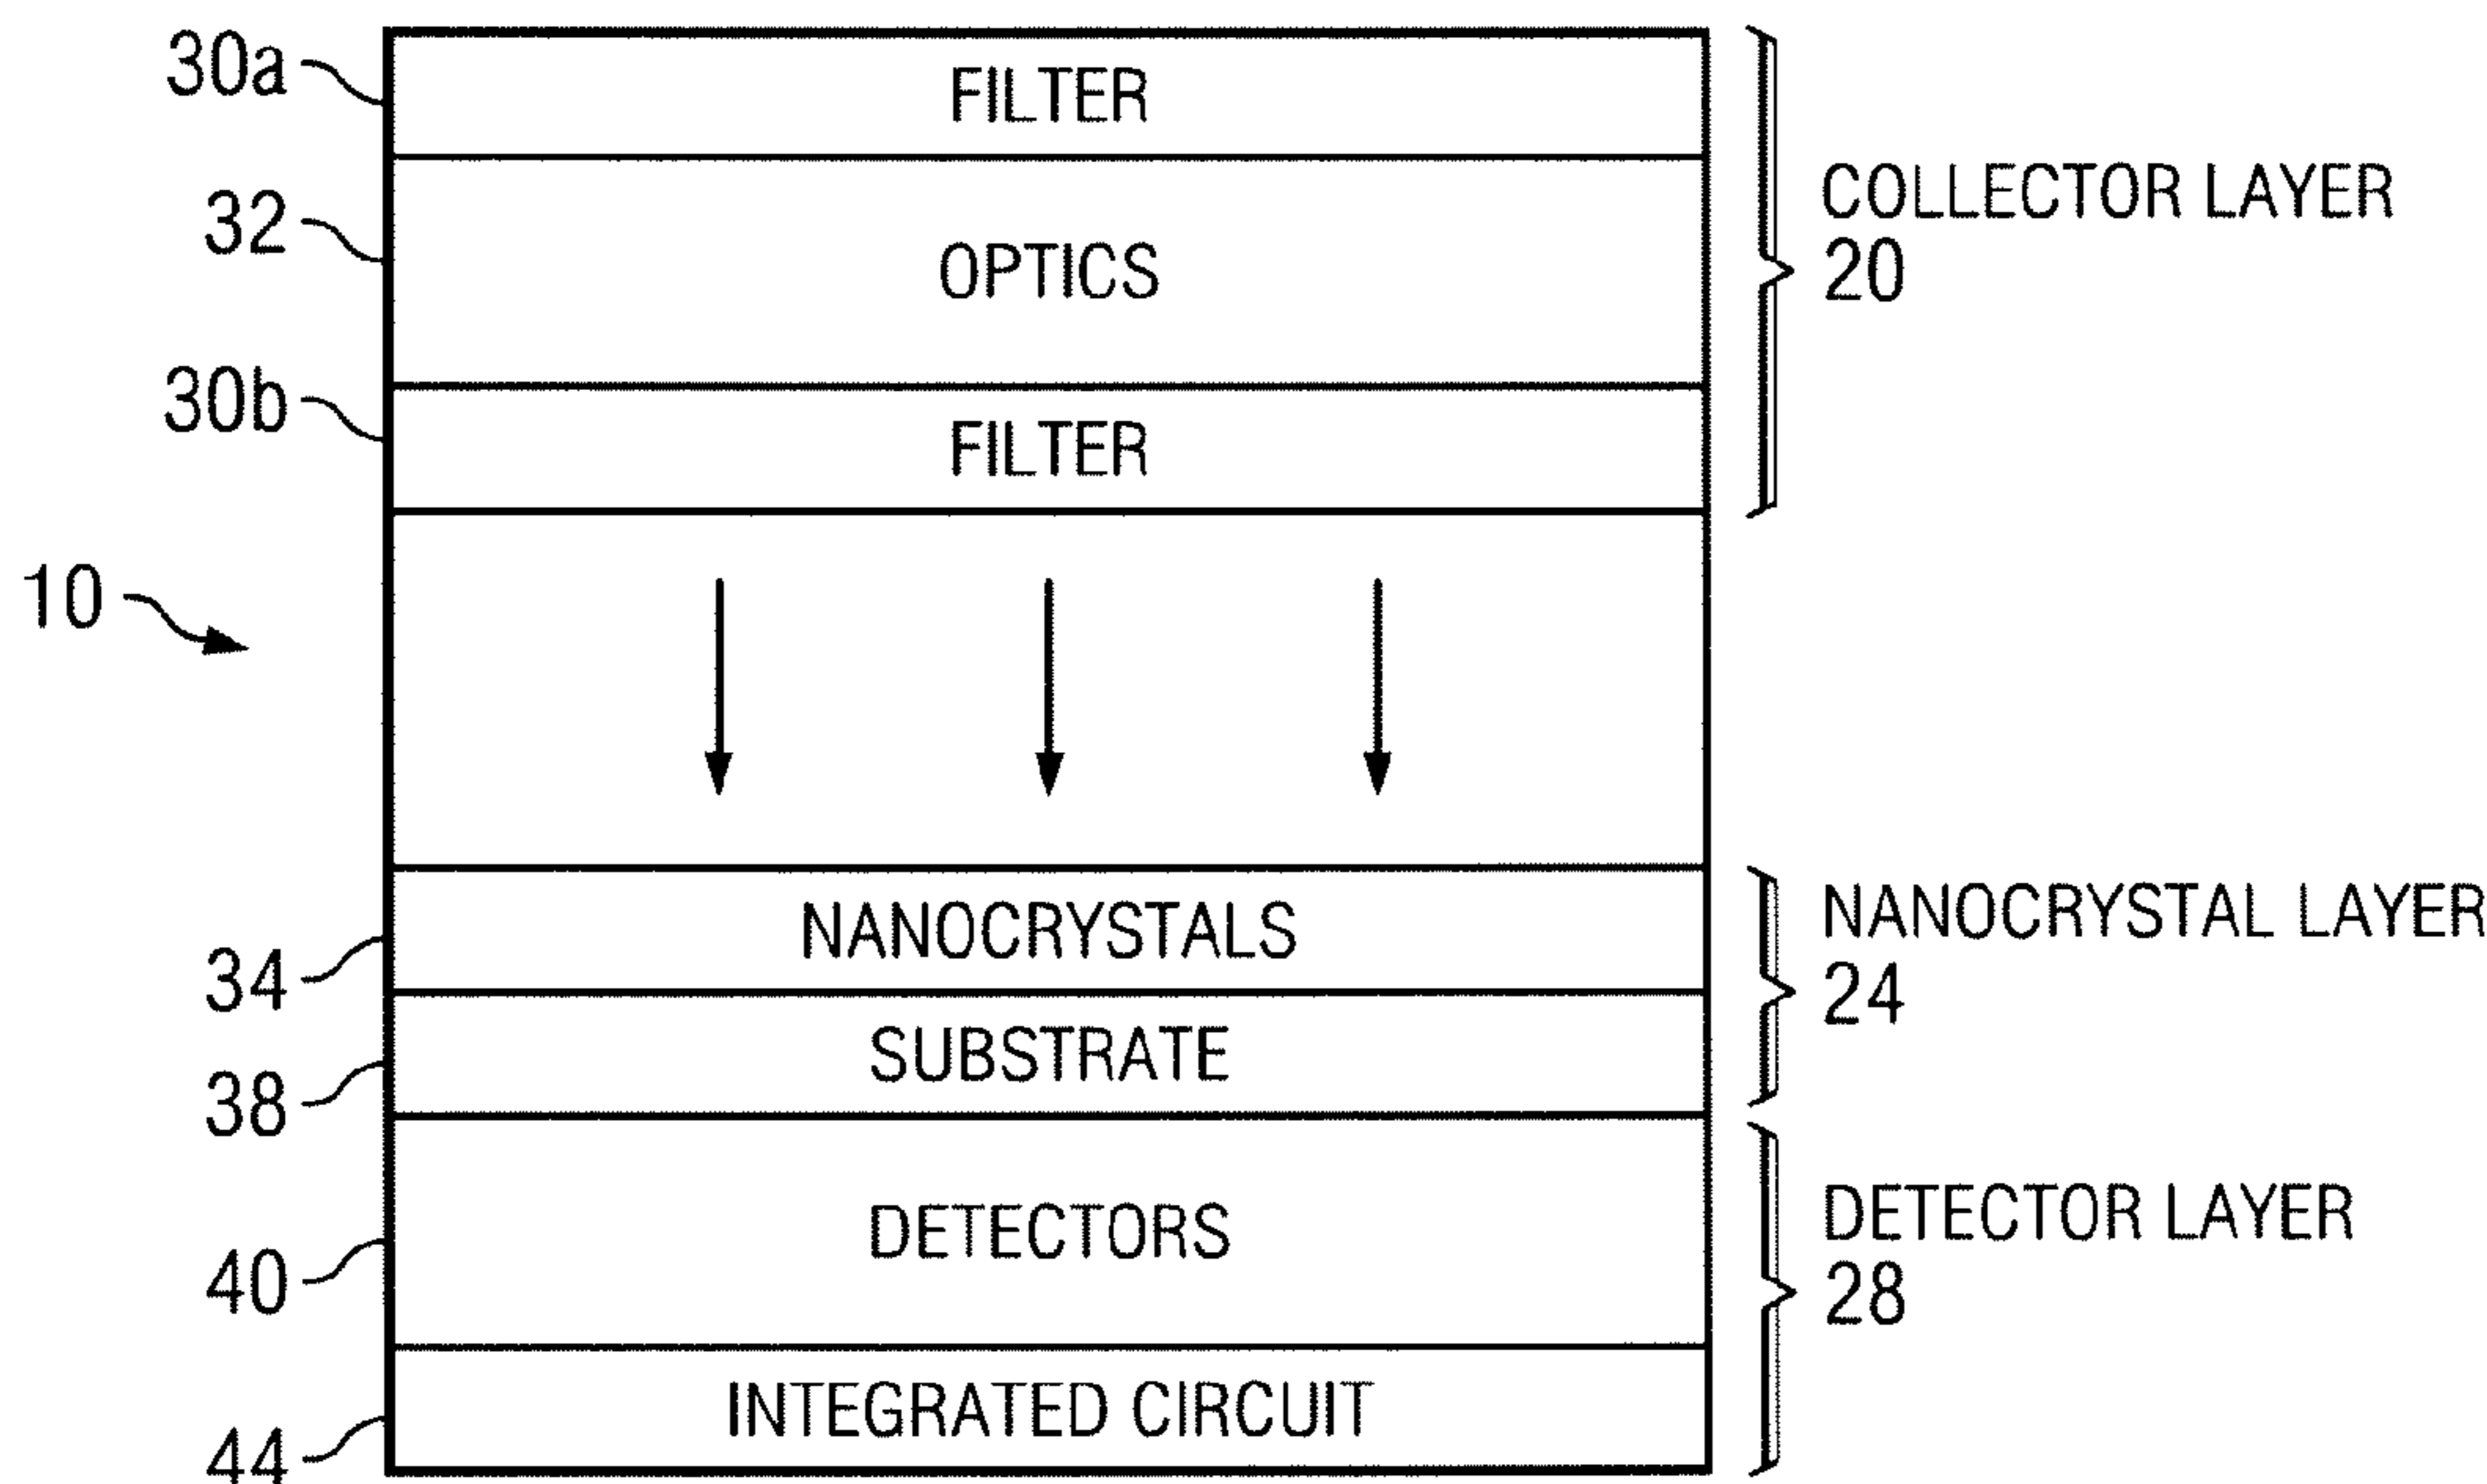 30a
FILTER
32
OPTICS
30b
FILTER
COLLECTOR LAYER
20
10
34
NANOCRYSTALS
38
SUBSTRATE
NANOCRYSTAL LAYER
24
40
DETECTORS
44
INTEGRATED CIRCUIT
DETECTOR LAYER
28